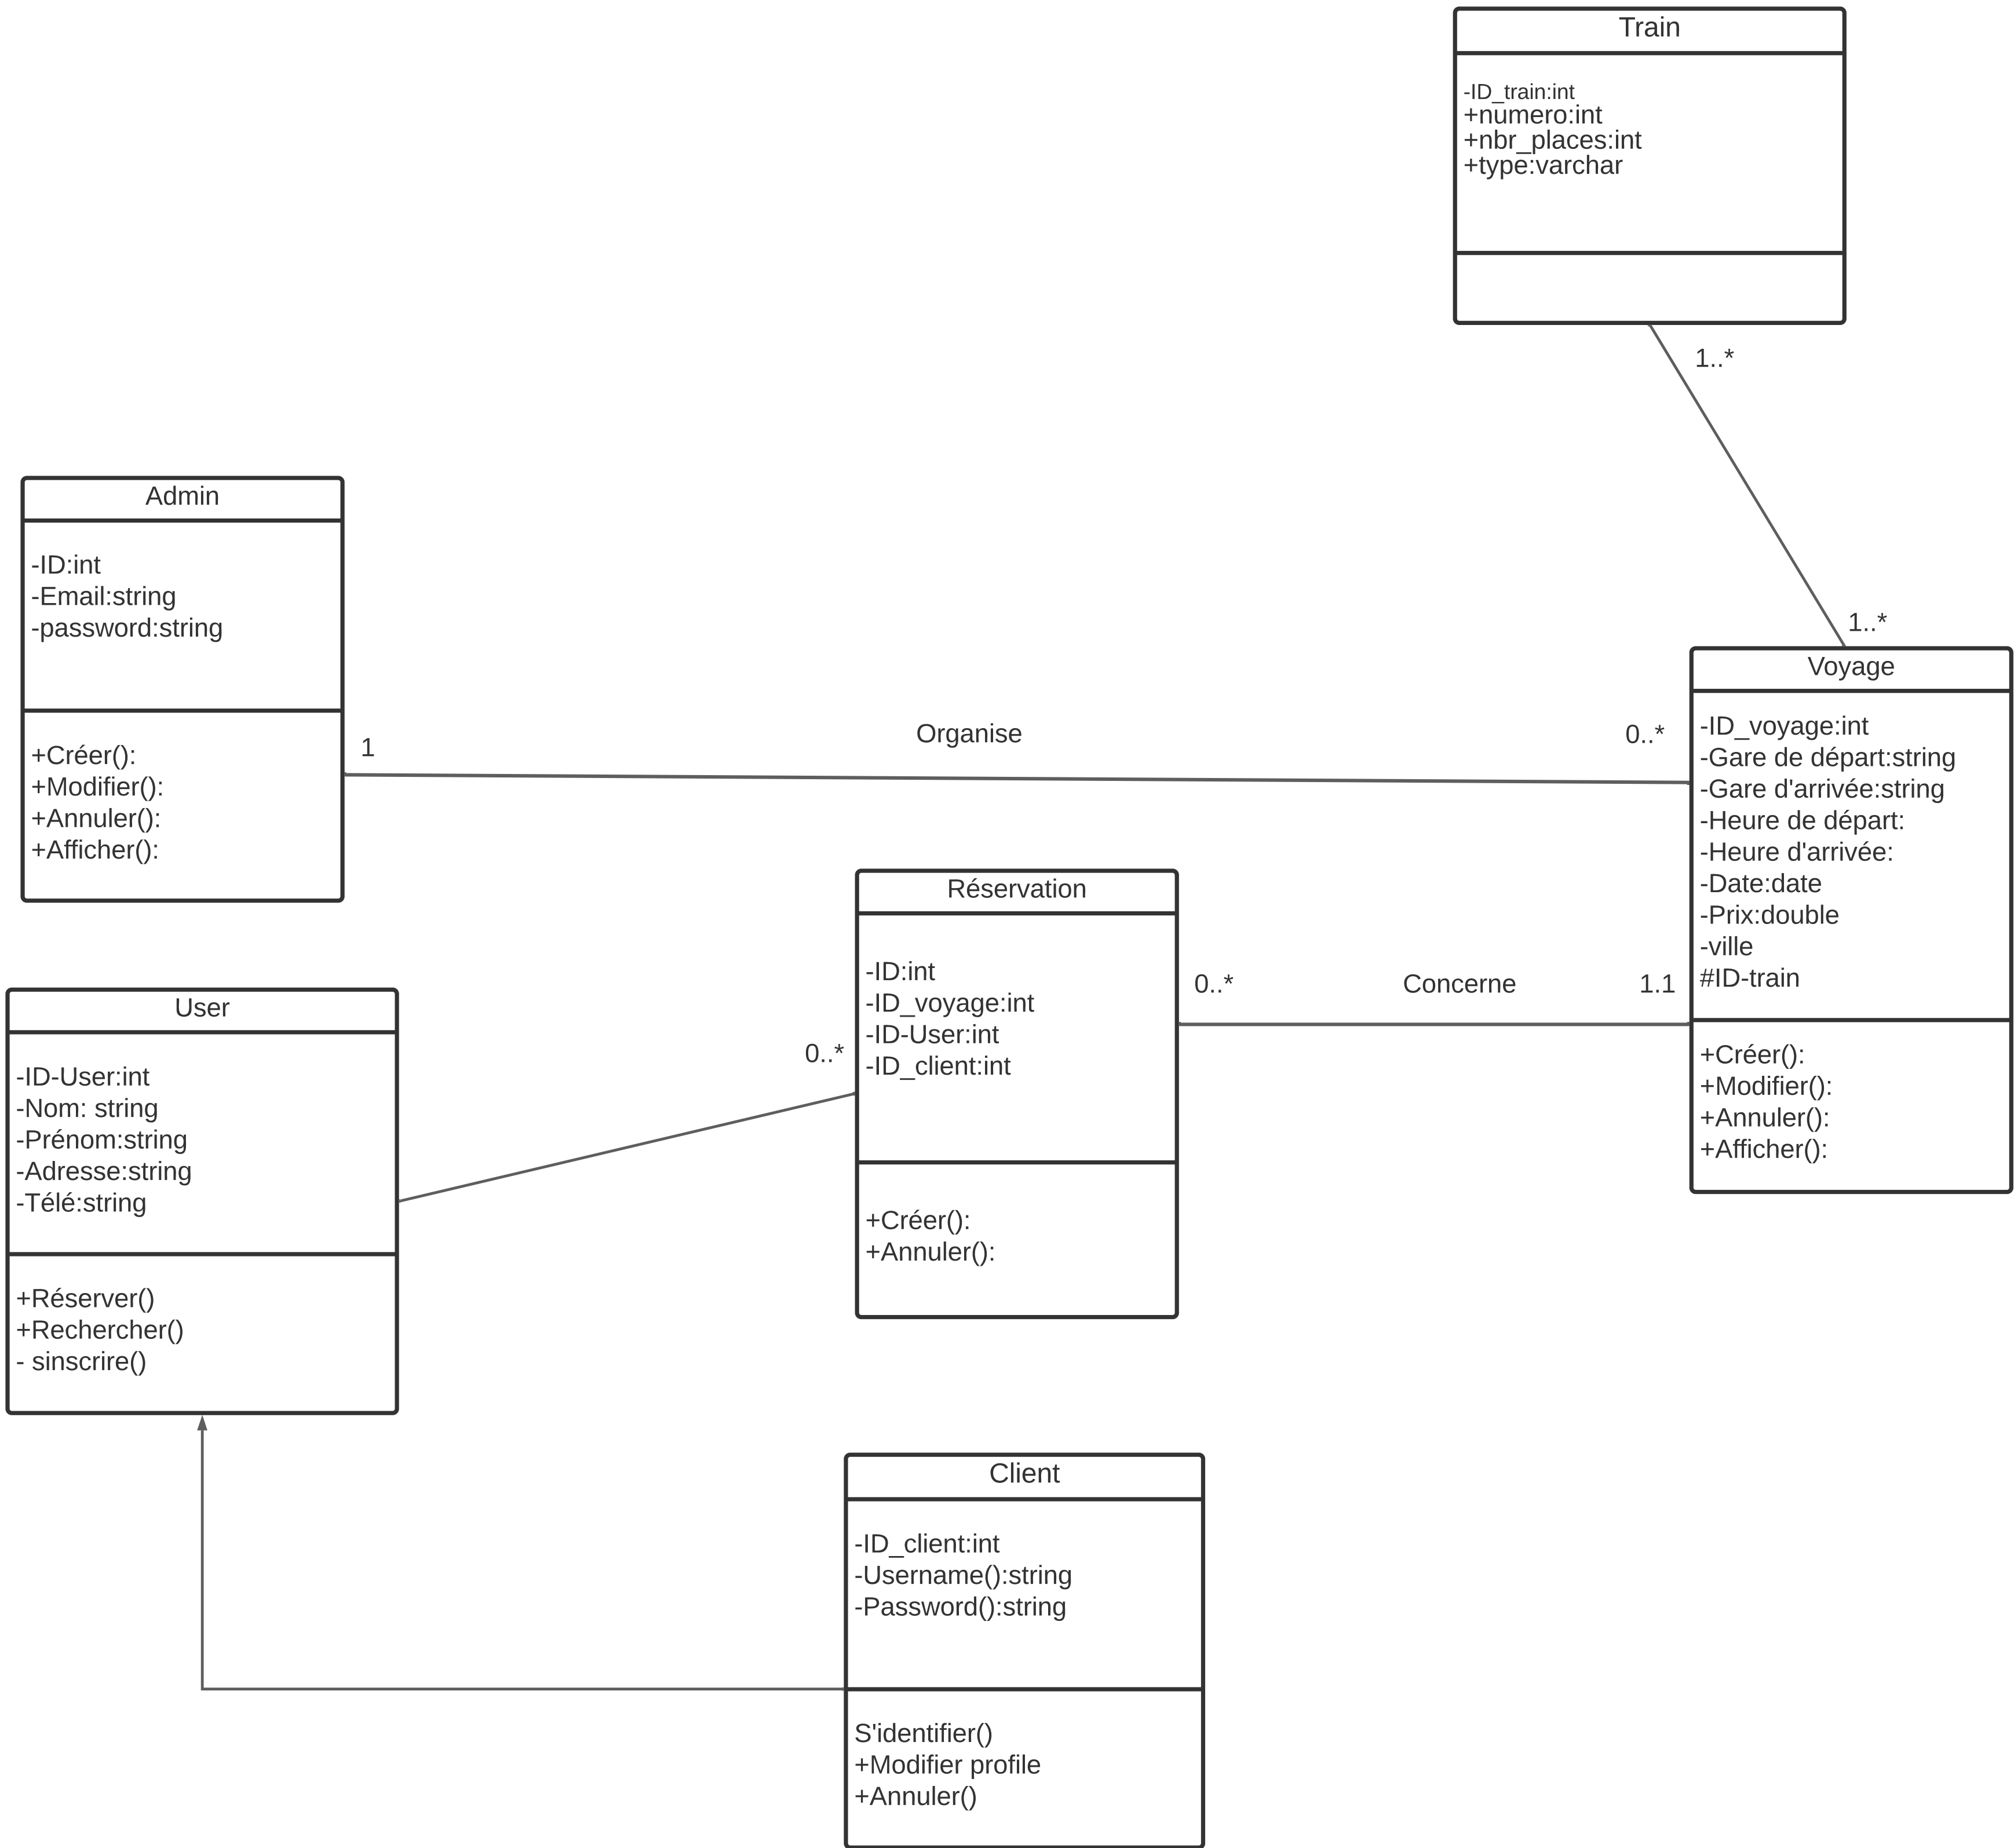 Train
-ID_train:int
+numero:int
+nbr_places:int
+type:varchar
1..*
1..*
Admin
-ID:int
-Email:string
-password:string
+Créer():
+Modifier():
+Annuler():
+Afficher():
1
Organise
0..*
Voyage
-ID_voyage:int
-Gare de départ:string
-Gare d'arrivée:string
-Heure de départ:
-Heure d'arrivée:
-Date:date
-Prix:double
-ville
#ID-train
+Créer():
+Modifier():
+Annuler():
+Afficher():
Réservation
-ID:int
-ID_voyage:int
-ID-User:int
-ID_client:int
+Créer():
+Annuler():
0..*
Concerne
1.1
User
-ID-User:int
-Nom: string
-Prénom:string
-Adresse:string
-Télé:string
+Réserver()
+Rechercher()
- sinscrire()
0..*
Client
-ID_client:int
-Username():string
-Password():string
S'identifier()
+Modifier profile
+Annuler()